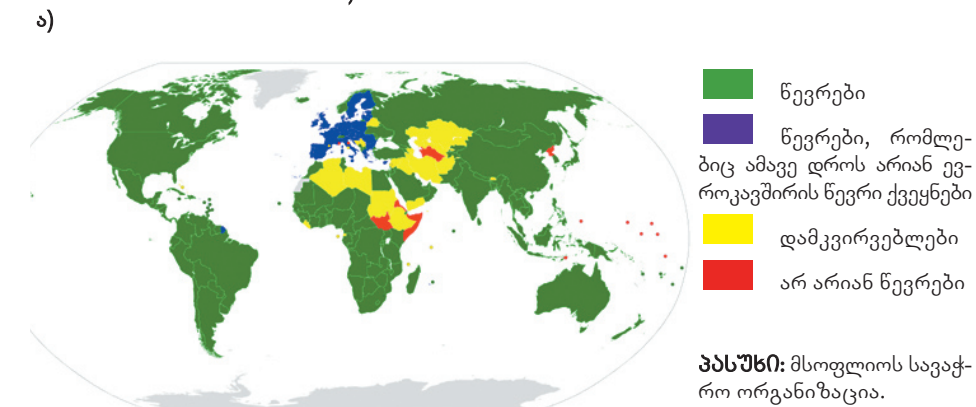 ა)
წევრები
წევრები, რომლე-
ბიც ამავე დროს არიან ევ-
როკავშირის წევრი ქვეყნები
დამკვირვებლები
არ არიან წევრები
პასუხი: მსოფლიოს სავაჭ-
რო ორგანიზაცია.